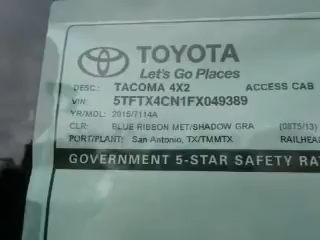 TOYOTA
Let's Go Places
DESC: TACOMA 4X2 ACCESS CAB
VIN: 5TFTX4CN1FX049389
YR/MDL: 2015/7114A
CLR: BLUE RIBBON MET/SHADOW GRA (08T5/13)
PORT/PLANT: San Antonio, TX/TMMTX RAILHEA
GOVERNMENT 5-STAR SAFETY RA